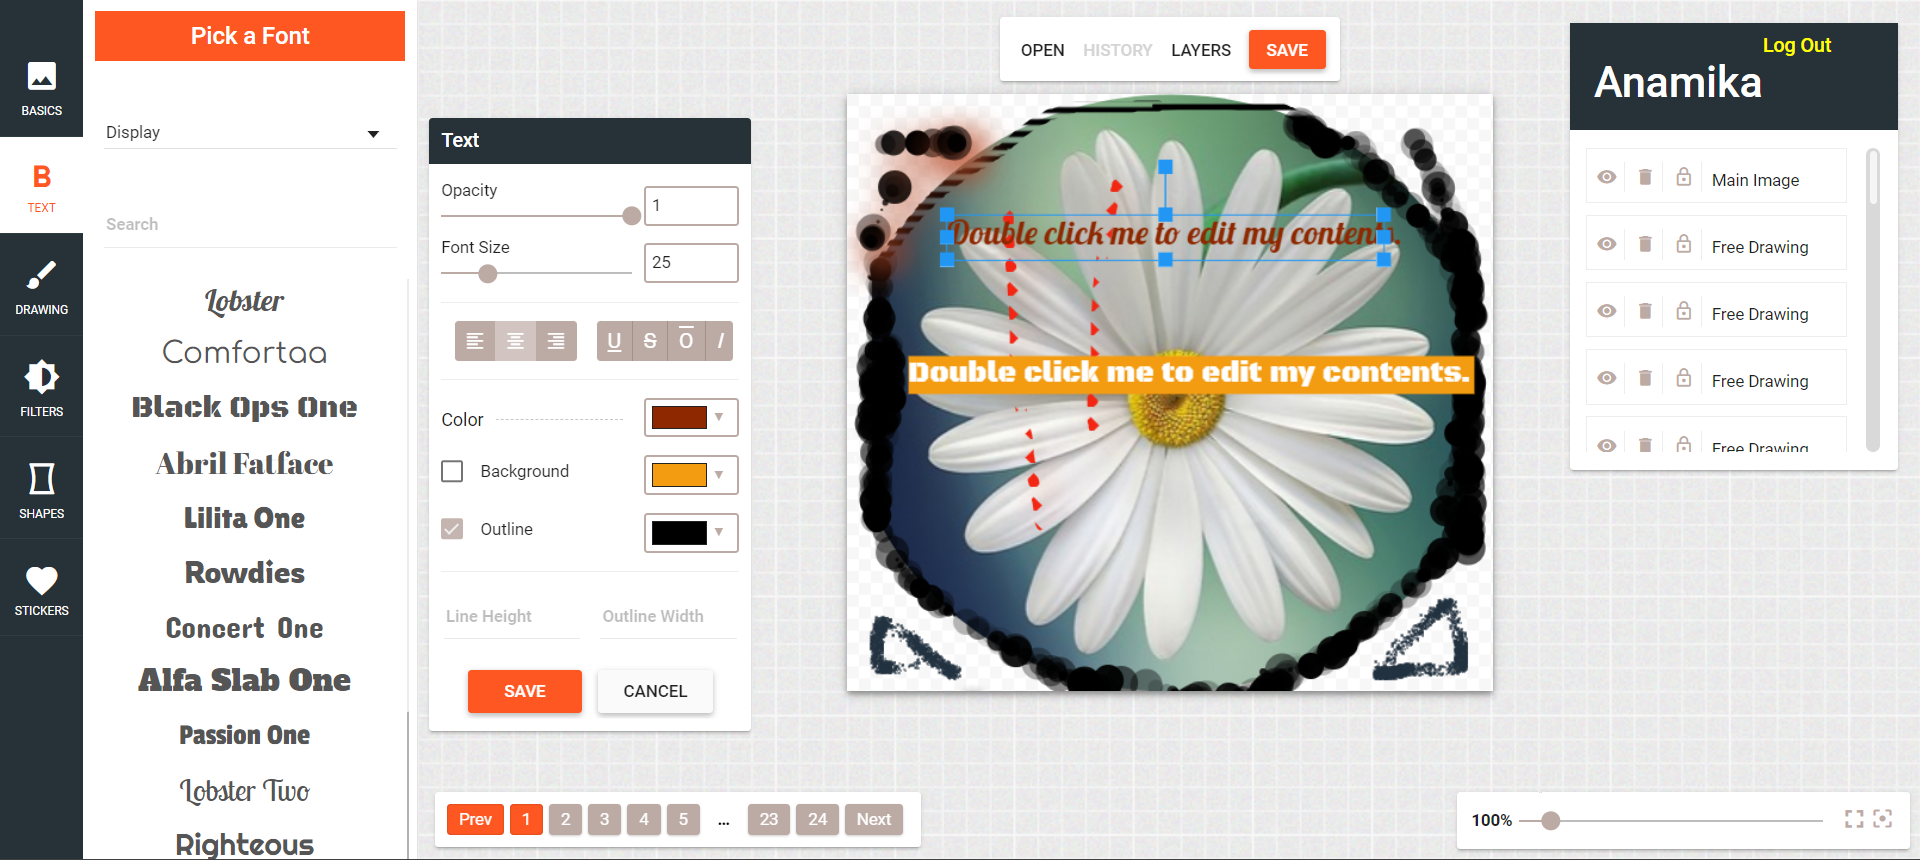 BASICS
B
TEXT
DRAWING
FILTERS
SHAPES
STICKERS
Pick a Font
Display
Search
Lobster
Comfortaa
Black Ops One
Abril Fatface
Lilita One
Rowdies
Concert One
Alfa Slab One
Passion One
Lobster Two
Righteous
Text
Opacity
1
Font Size
25
U S O I
Color
Background
Outline
Line Height Outline Width
SAVE CANCEL
Prev 1 2 3 4 5 ... 23 24 Next
OPEN HISTORY LAYERS SAVE
Double click me to edit my contents.
Double click me to edit my contents.
Log Out
Anamika
Main Image
Free Drawing
Free Drawing
Free Drawing
Free Drawing
100%